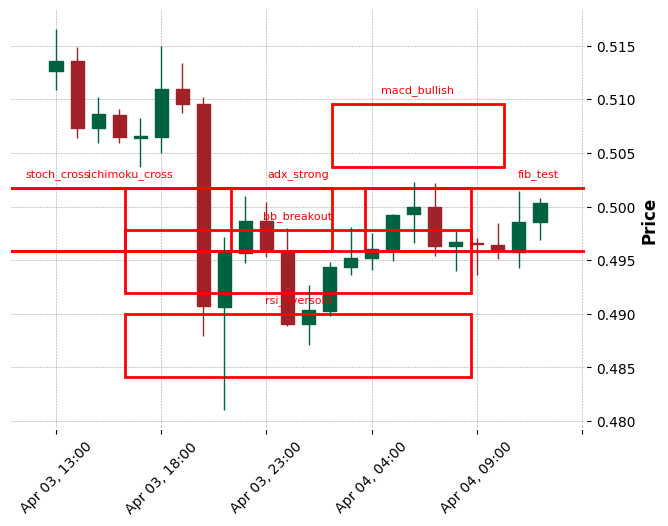 macd_bullish
stoch_cross
ichimoku_cross
adx_strong
fib_test
bb_breakout
rsi_oversold
0.515
0.510
0.505
0.500
0.495
0.490
0.485
0.480
Price
Apr 03, 13:00
Apr 03, 18:00
Apr 03, 23:00
Apr 04, 04:00
Apr 04, 09:00